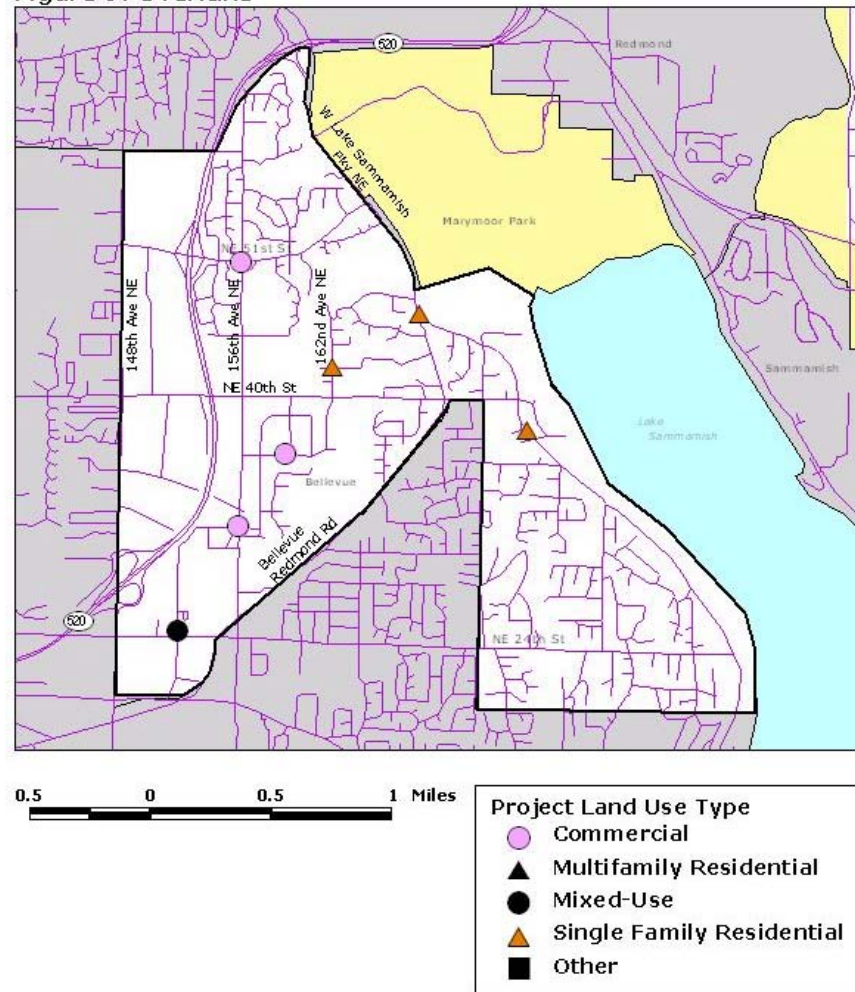 520
Redmond
W Lake Sammamish
Pky NE
Marymoor Park
NE 51st St
148th Ave NE
156th Ave NE
162nd Ave NE
NE 40th St
Sammamish
Lake
Sammamish
Bellevue
Bellevue
Redmond Rd
520
NE 24th St
0.5 0 0.5 1 Miles
Project Land Use Type
Commercial
Multifamily Residential
Mixed-Use
Single Family Residential
Other